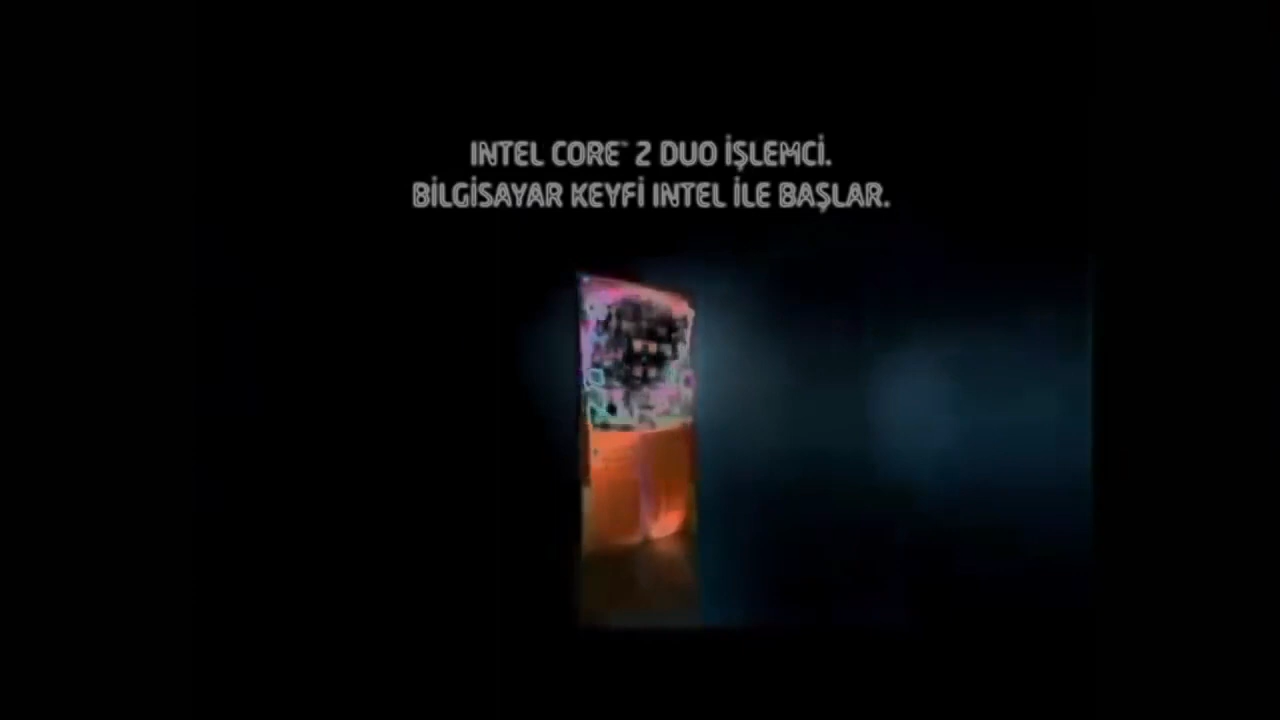 INTEL CORE™ 2 DUO İŞLEMCİ.
BİLGİSAYAR KEYFİ INTEL İLE BAŞLAR.